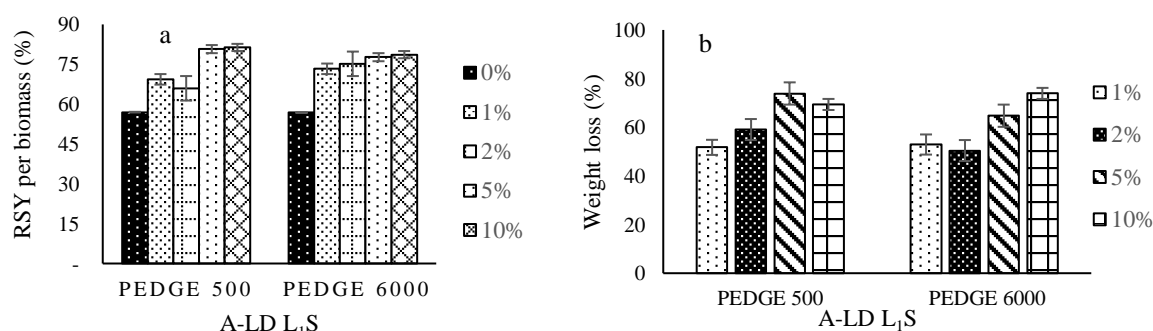 a
RSY per biomass (%)
90
75
60
45
30
15
-
PEDGE 500 PEDGE 6000
A-LD L₁S
0%
1%
2%
5%
10%
b
Weight loss (%)
100
80
60
40
20
0
PEDGE 500 PEDGE 6000
A-LD L₁S
1%
2%
5%
10%